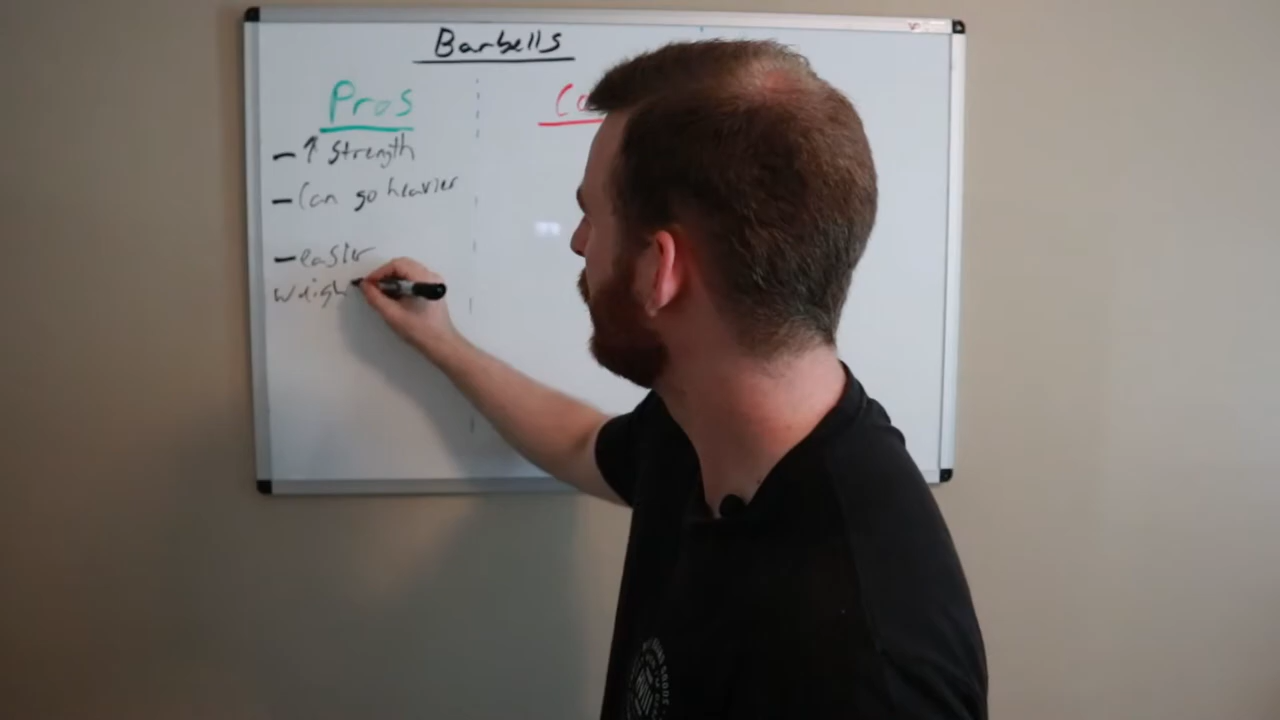 Barbells
Pros
Co
- ↑ Strength
- Can go heavier
- easier
weigh